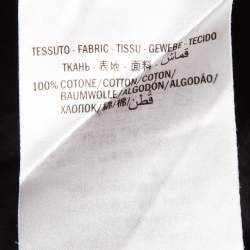 TESSUTO - FABRIC - TISSU - GEWEBE - TECIDO
ТКАНЬ - 表地 - 面料 - قماش
100% COTONE/COTTON/COTON/
BAUMWOLLE/ALGODÓN/ALGODÃO/
ХЛОПОК/綿/棉/قطن